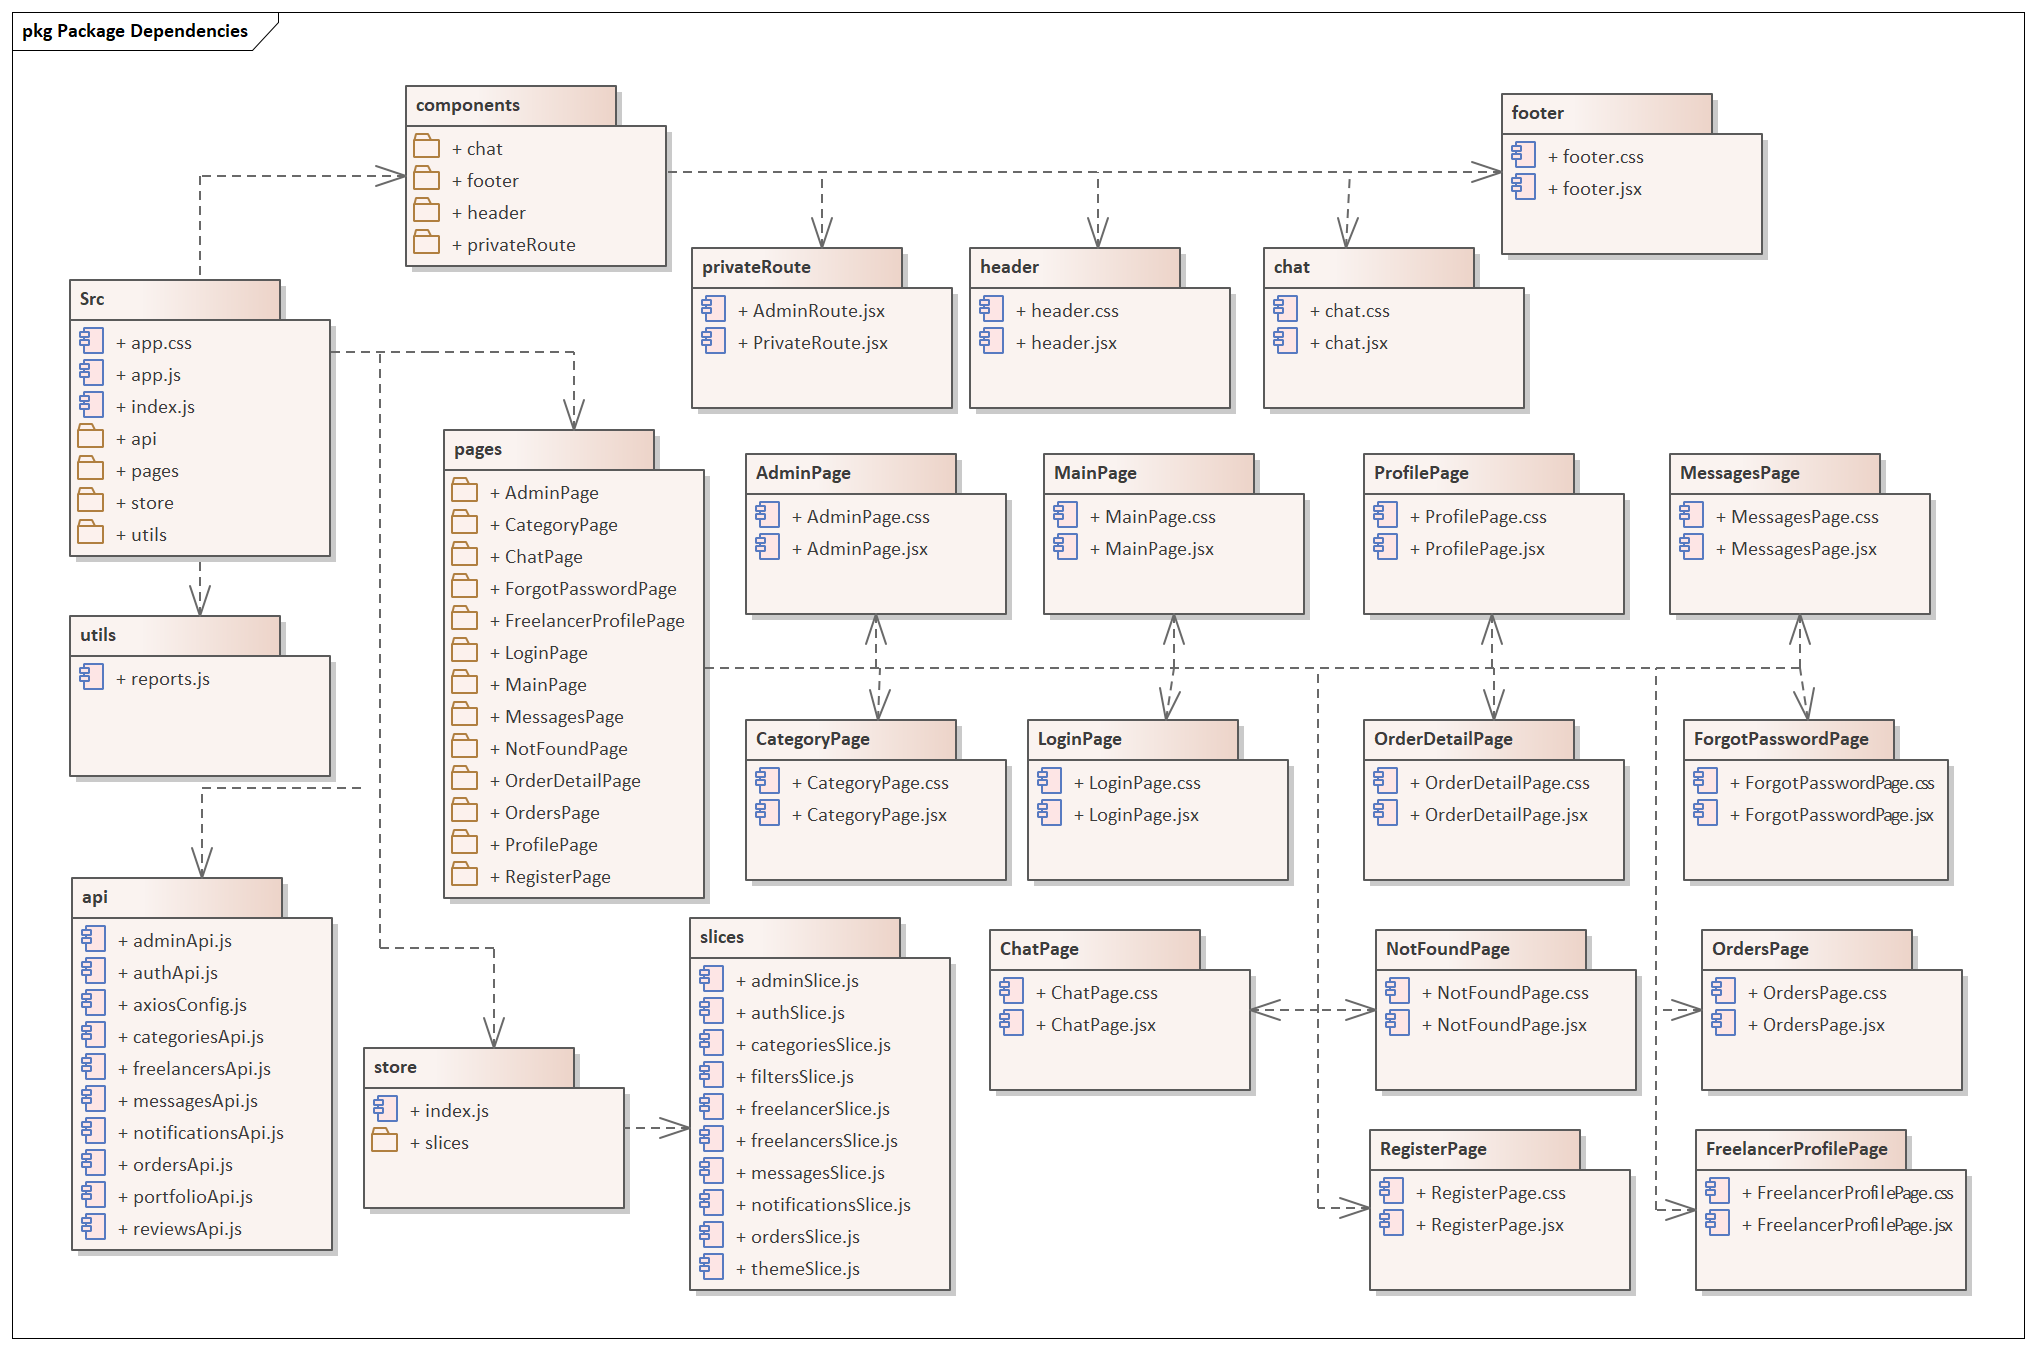 pkg Package Dependencies
components
+ chat
+ footer
+ header
+ privateRoute
footer
+ footer.css
+ footer.jsx
privateRoute
+ AdminRoute.jsx
+ PrivateRoute.jsx
header
+ header.css
+ header.jsx
chat
+ chat.css
+ chat.jsx
Src
+ app.css
+ app.js
+ index.js
+ api
+ pages
+ store
+ utils
pages
+ AdminPage
+ CategoryPage
+ ChatPage
+ ForgotPasswordPage
+ FreelancerProfilePage
+ LoginPage
+ MainPage
+ MessagesPage
+ NotFoundPage
+ OrderDetailPage
+ OrdersPage
+ ProfilePage
+ RegisterPage
AdminPage
+ AdminPage.css
+ AdminPage.jsx
MainPage
+ MainPage.css
+ MainPage.jsx
ProfilePage
+ ProfilePage.css
+ ProfilePage.jsx
MessagesPage
+ MessagesPage.css
+ MessagesPage.jsx
utils
+ reports.js
CategoryPage
+ CategoryPage.css
+ CategoryPage.jsx
LoginPage
+ LoginPage.css
+ LoginPage.jsx
OrderDetailPage
+ OrderDetailPage.css
+ OrderDetailPage.jsx
ForgotPasswordPage
+ ForgotPasswordPage.css
+ ForgotPasswordPage.jsx
api
+ adminApi.js
+ authApi.js
+ axiosConfig.js
+ categoriesApi.js
+ freelancersApi.js
+ messagesApi.js
+ notificationsApi.js
+ ordersApi.js
+ portfolioApi.js
+ reviewsApi.js
store
+ index.js
+ slices
slices
+ adminSlice.js
+ authSlice.js
+ categoriesSlice.js
+ filtersSlice.js
+ freelancerSlice.js
+ freelancersSlice.js
+ messagesSlice.js
+ notificationsSlice.js
+ ordersSlice.js
+ themeSlice.js
ChatPage
+ ChatPage.css
+ ChatPage.jsx
NotFoundPage
+ NotFoundPage.css
+ NotFoundPage.jsx
OrdersPage
+ OrdersPage.css
+ OrdersPage.jsx
RegisterPage
+ RegisterPage.css
+ RegisterPage.jsx
FreelancerProfilePage
+ FreelancerProfilePage.css
+ FreelancerProfilePage.jsx